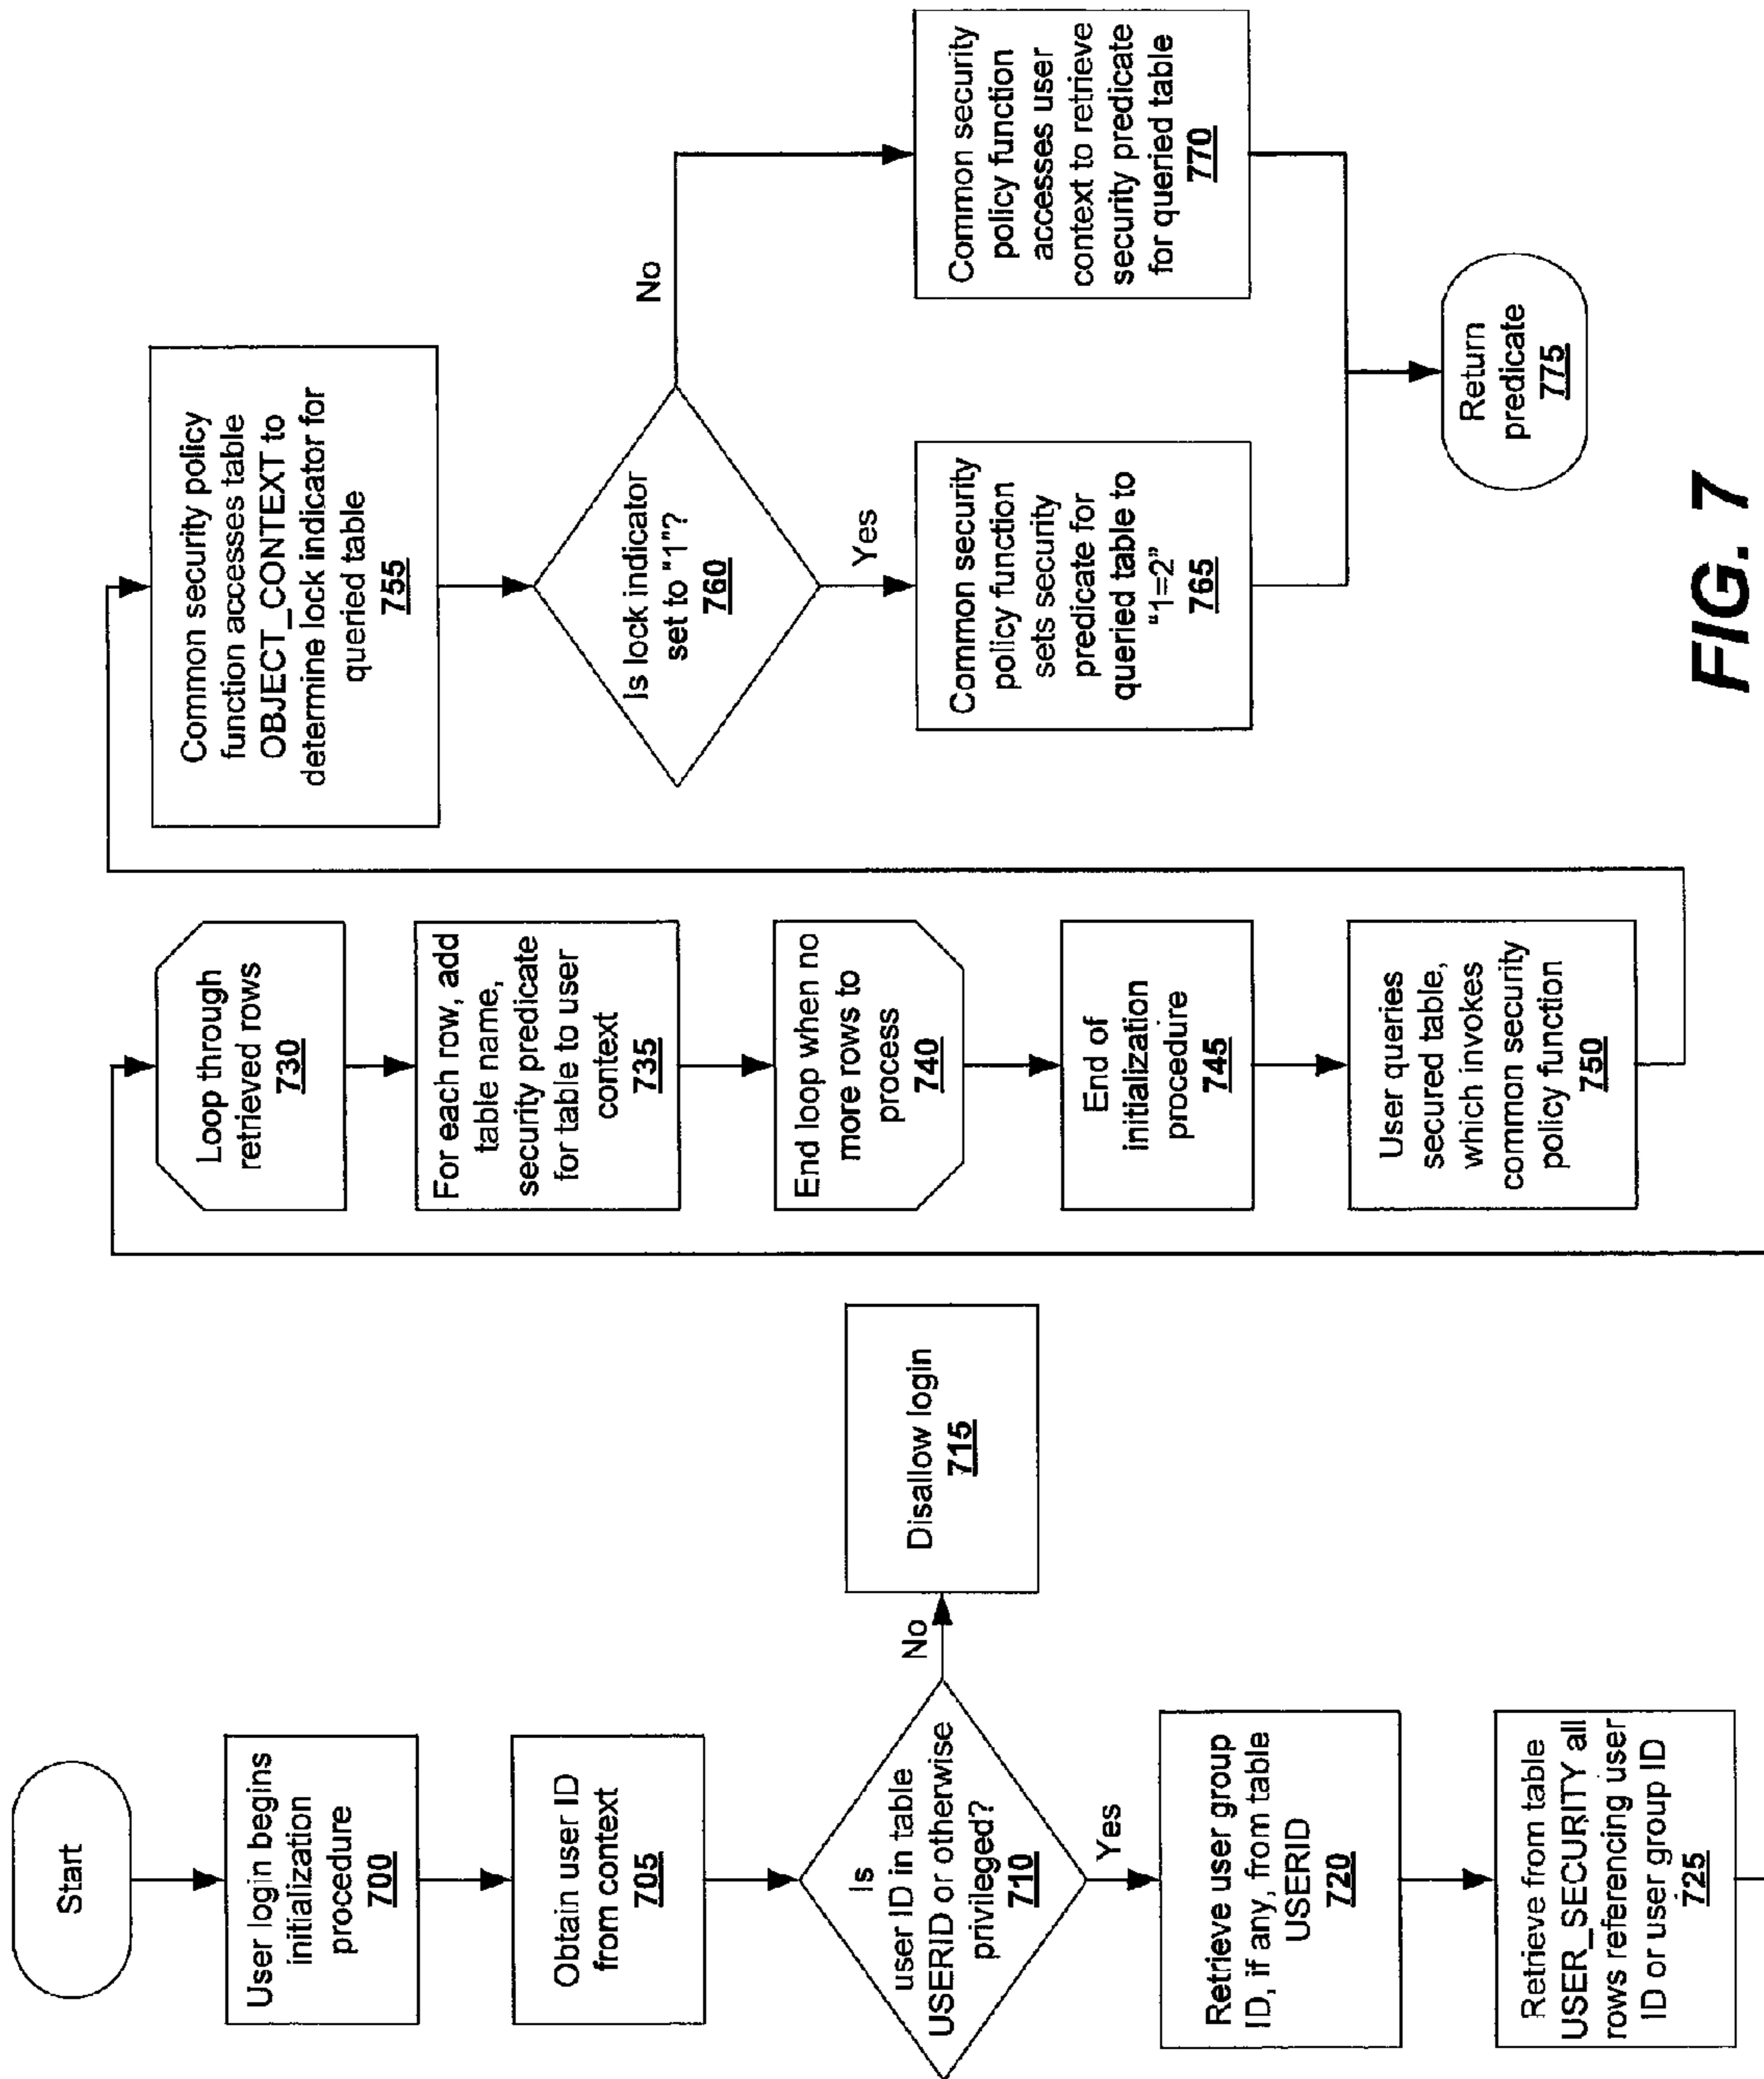 Start
User login begins
initialization
procedure
700
Obtain user ID
from context
705
Is
user ID in table
USERID or otherwise
privileged?
710
No
Disallow login
715
Yes
Retrieve user group
ID, if any, from table
USERID
720
Retrieve from table
USER_SECURITY all
rows referencing user
ID or user group ID
725
Loop through
retrieved rows
730
For each row, add
table name,
security predicate
for table to user
context
735
End loop when no
more rows to
process
740
End of
initialization
procedure
745
User queries
secured table,
which invokes
common security
policy function
750
Common security policy
function accesses table
OBJECT_CONTEXT to
determine lock indicator for
queried table
755
Is lock indicator
set to "1"?
760
No
Yes
Common security
policy function
sets security
predicate for
queried table to
"1=2"
765
Common security
policy function
accesses user
context to retrieve
security predicate
for queried table
770
Return
predicate
775
FIG. 7